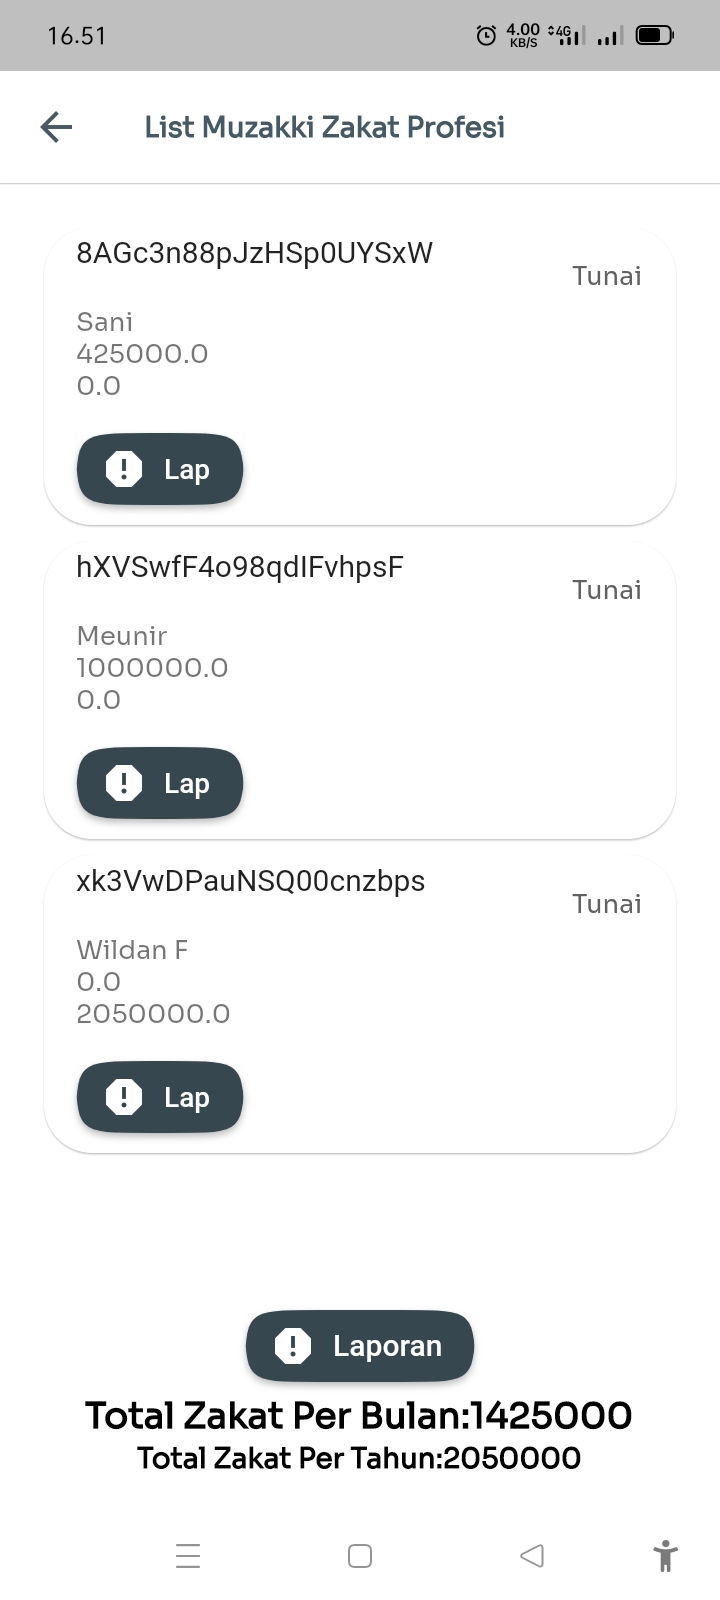 16.51
4.00
KB/S
4G
List Muzakki Zakat Profesi
8AGc3n88pJzHSp0UYSxW
Tunai
Sani
425000.0
0.0
Lap
hXVSwfF4o98qdIFvhpsF
Tunai
Meunir
1000000.0
0.0
Lap
xk3VwDPauNSQ00cnzbps
Tunai
Wildan F
0.0
2050000.0
Lap
Laporan
Total Zakat Per Bulan:1425000
Total Zakat Per Tahun:2050000